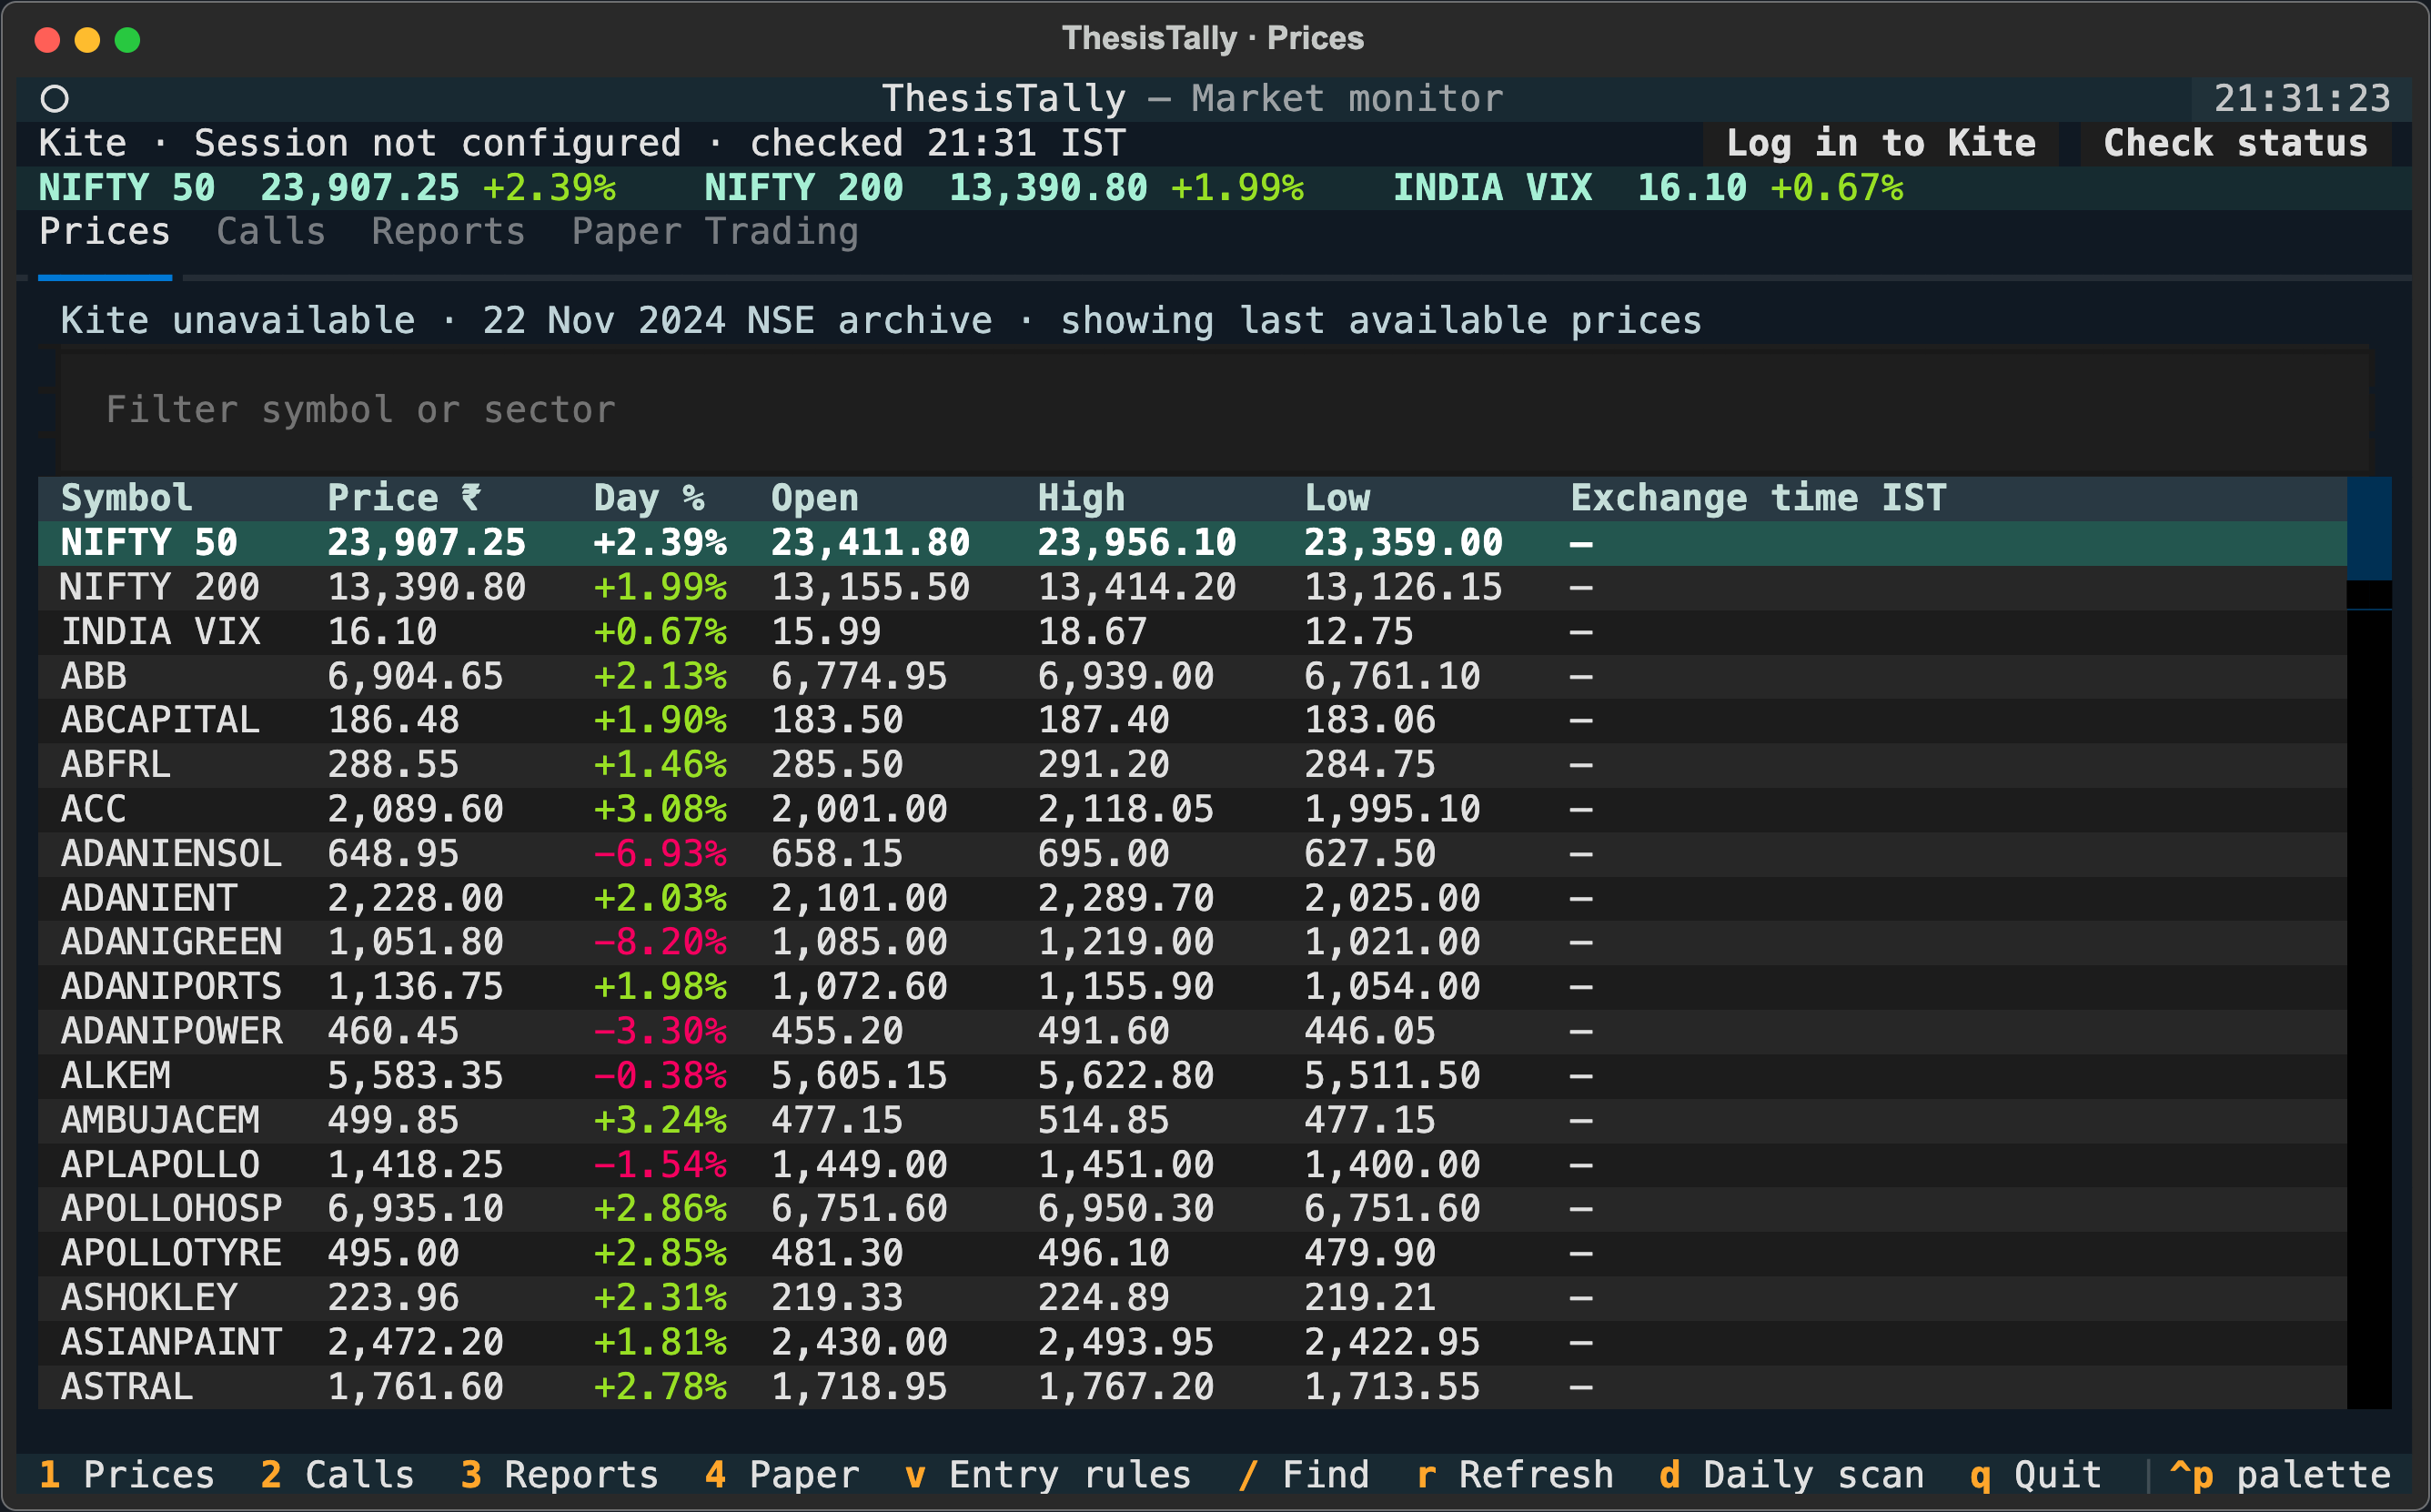 ThesisTally · Prices
ThesisTally — Market monitor 21:31:23
Kite · Session not configured · checked 21:31 IST Log in to Kite Check status
NIFTY 50 23,907.25 +2.39% NIFTY 200 13,390.80 +1.99% INDIA VIX 16.10 +0.67%
Prices Calls Reports Paper Trading
Kite unavailable · 22 Nov 2024 NSE archive · showing last available prices
Filter symbol or sector
Symbol Price ₹ Day % Open High Low Exchange time IST
NIFTY 50 23,907.25 +2.39% 23,411.80 23,956.10 23,359.00 —
NIFTY 200 13,390.80 +1.99% 13,155.50 13,414.20 13,126.15 —
INDIA VIX 16.10 +0.67% 15.99 18.67 12.75 —
ABB 6,904.65 +2.13% 6,774.95 6,939.00 6,761.10 —
ABCAPITAL 186.48 +1.90% 183.50 187.40 183.06 —
ABFRL 288.55 +1.46% 285.50 291.20 284.75 —
ACC 2,089.60 +3.08% 2,001.00 2,118.05 1,995.10 —
ADANIENSOL 648.95 −6.93% 658.15 695.00 627.50 —
ADANIENT 2,228.00 +2.03% 2,101.00 2,289.70 2,025.00 —
ADANIGREEN 1,051.80 −8.20% 1,085.00 1,219.00 1,021.00 —
ADANIPORTS 1,136.75 +1.98% 1,072.60 1,155.90 1,054.00 —
ADANIPOWER 460.45 −3.30% 455.20 491.60 446.05 —
ALKEM 5,583.35 −0.38% 5,605.15 5,622.80 5,511.50 —
AMBUJACEM 499.85 +3.24% 477.15 514.85 477.15 —
APLAPOLLO 1,418.25 −1.54% 1,449.00 1,451.00 1,400.00 —
APOLLOHOSP 6,935.10 +2.86% 6,751.60 6,950.30 6,751.60 —
APOLLOTYRE 495.00 +2.85% 481.30 496.10 479.90 —
ASHOKLEY 223.96 +2.31% 219.33 224.89 219.21 —
ASIANPAINT 2,472.20 +1.81% 2,430.00 2,493.95 2,422.95 —
ASTRAL 1,761.60 +2.78% 1,718.95 1,767.20 1,713.55 —
1 Prices 2 Calls 3 Reports 4 Paper v Entry rules / Find r Refresh d Daily scan q Quit ^p palette